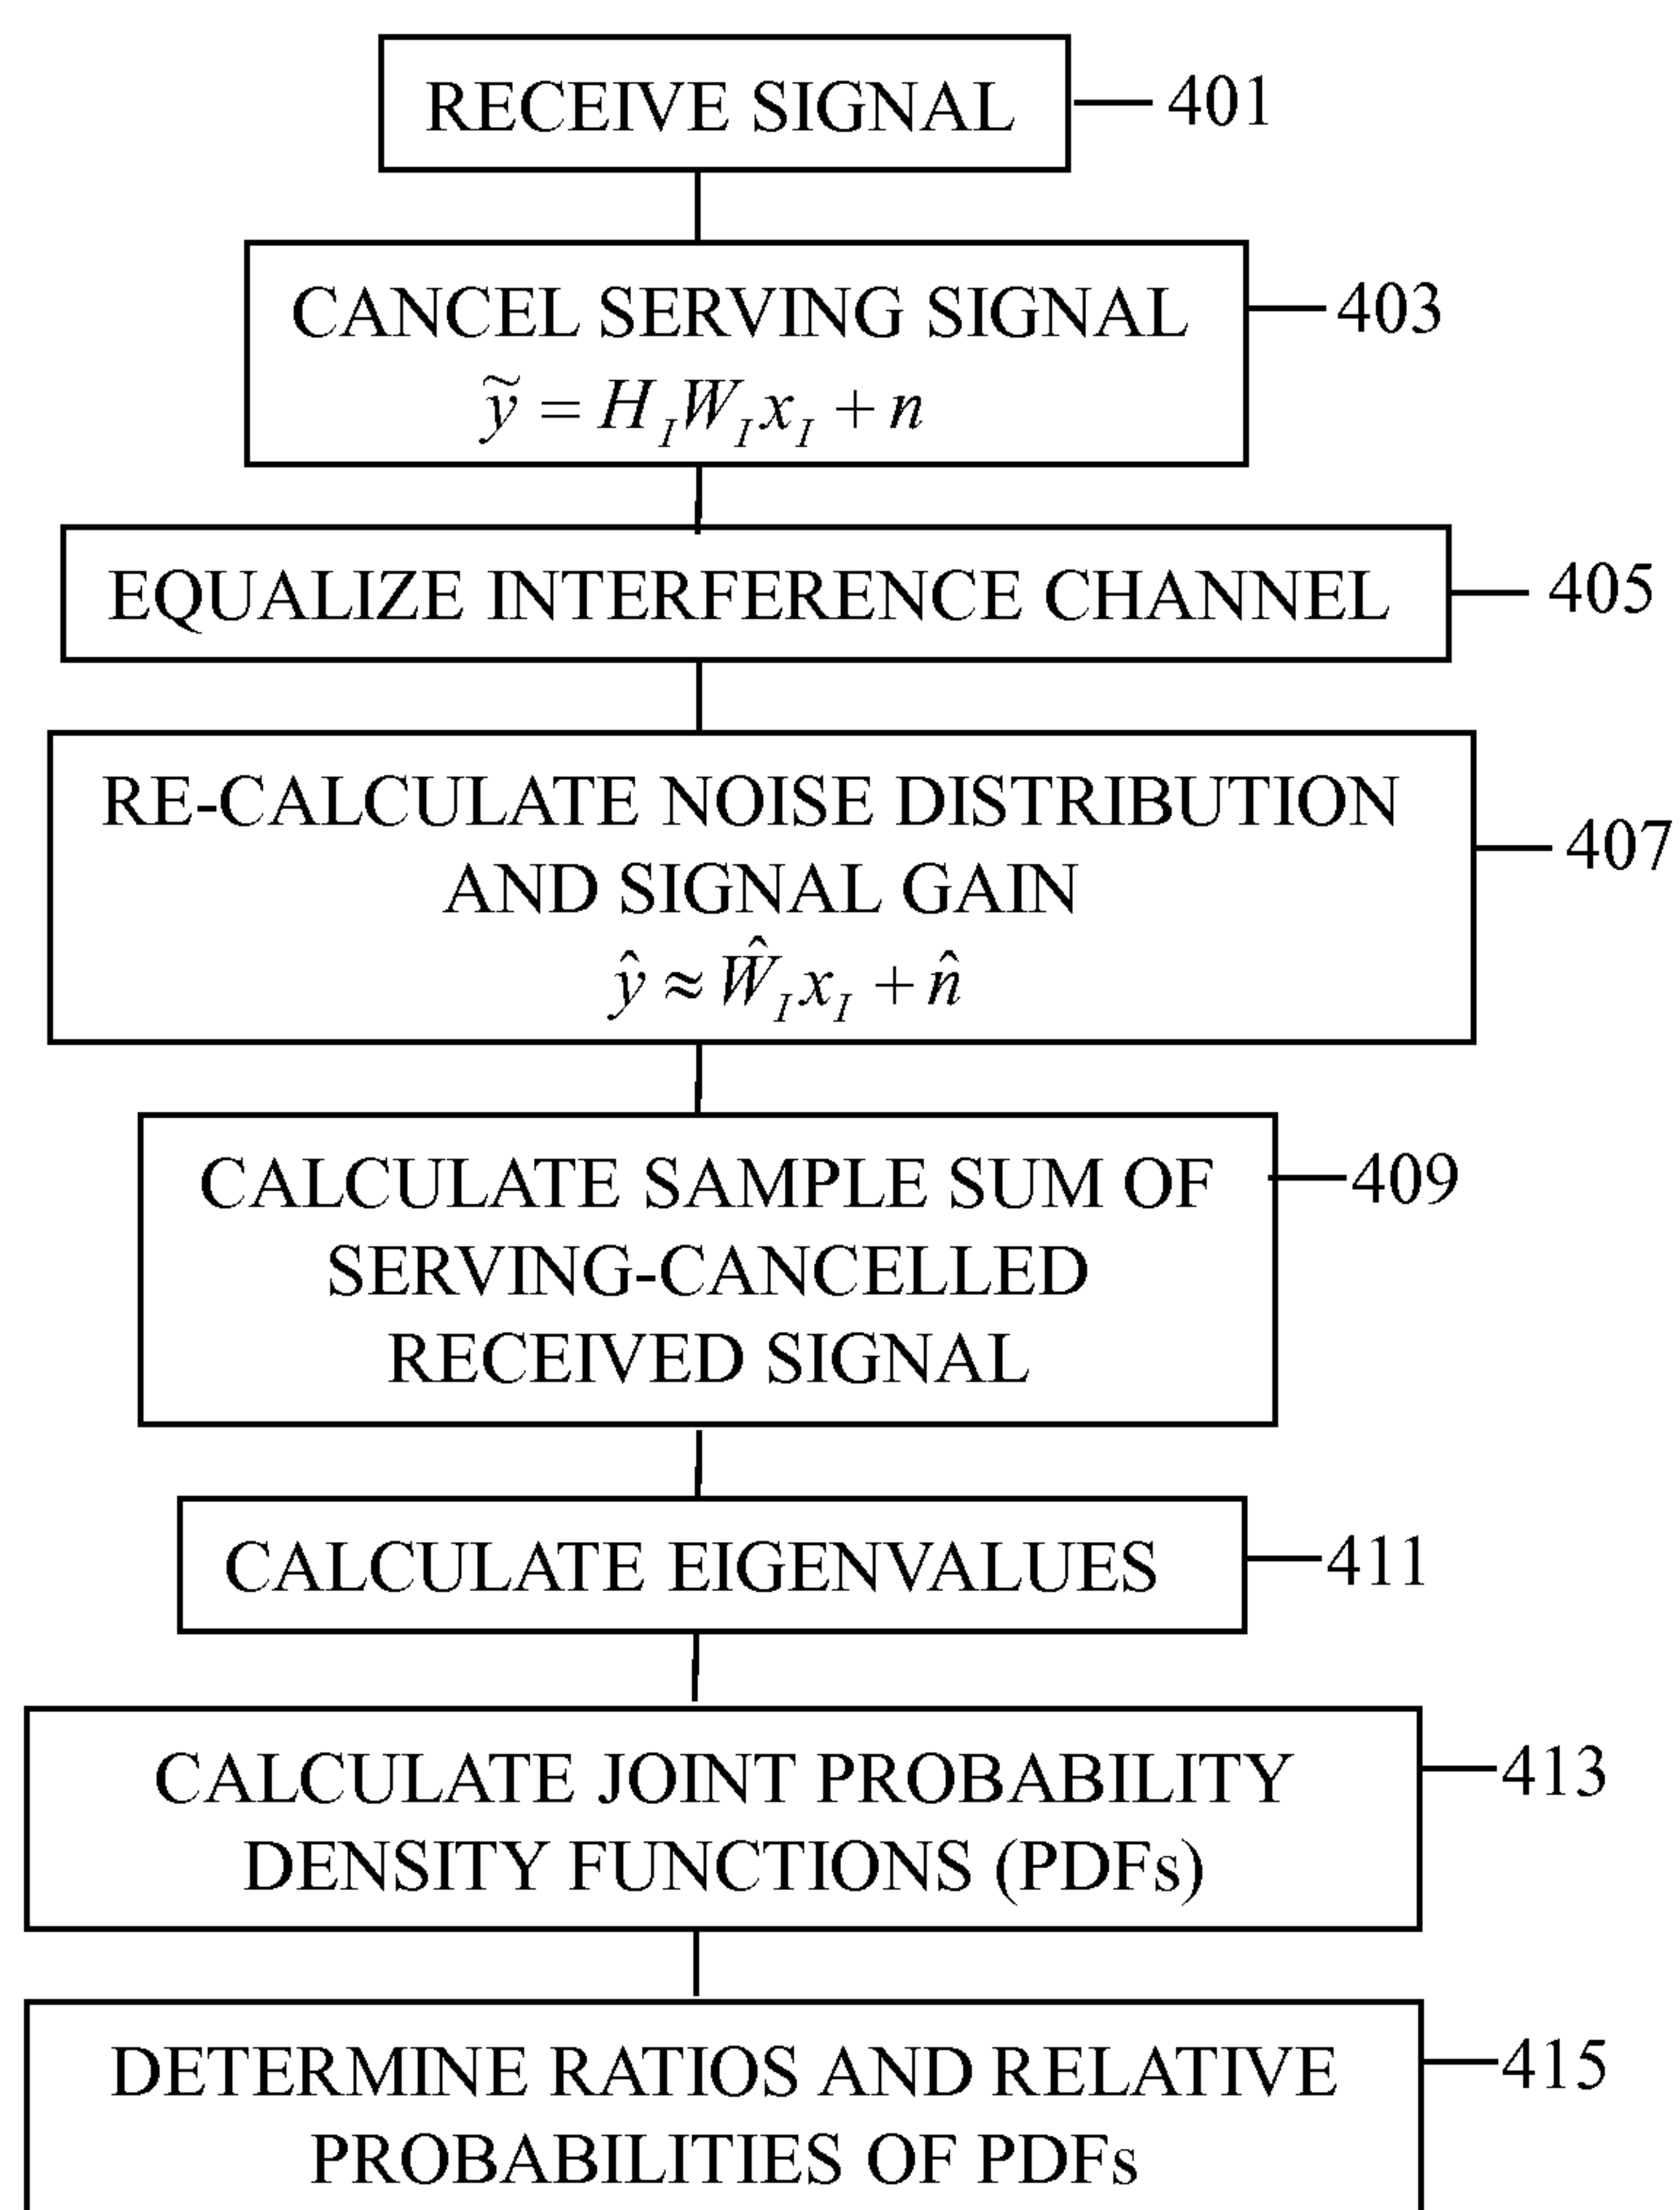 RECEIVE SIGNAL
401
CANCEL SERVING SIGNAL
403
ỹ = H_I W_I x_I + n
EQUALIZE INTERFERENCE CHANNEL
405
RE-CALCULATE NOISE DISTRIBUTION
407
AND SIGNAL GAIN
ŷ ≈ Ŵ_I x_I + n̂
CALCULATE SAMPLE SUM OF
409
SERVING-CANCELLED
RECEIVED SIGNAL
CALCULATE EIGENVALUES
411
CALCULATE JOINT PROBABILITY
413
DENSITY FUNCTIONS (PDFs)
DETERMINE RATIOS AND RELATIVE
415
PROBABILITIES OF PDFs